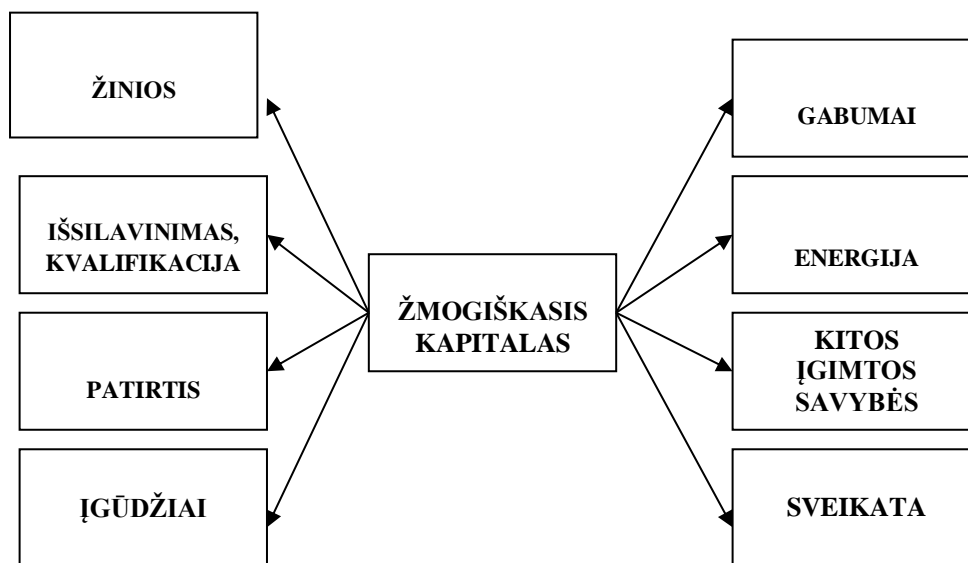 ŽINIOS
IŠSILAVINIMAS,
KVALIFIKACIJA
PATIRTIS
ĮGŪDŽIAI
ŽMOGIŠKASIS
KAPITALAS
GABUMAI
ENERGIJA
KITOS
ĮGIMTOS
SAVYBĖS
SVEIKATA